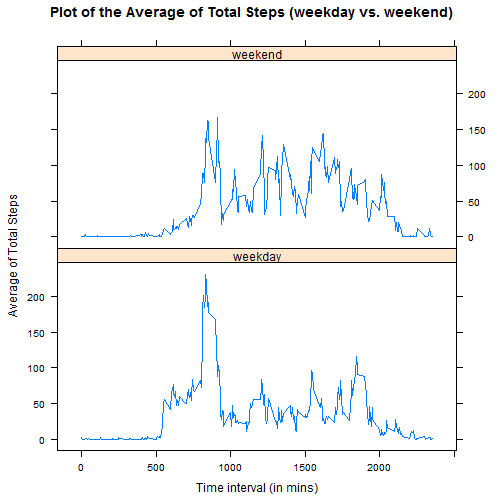 Plot of the Average of Total Steps (weekday vs. weekend)
weekend
200
150
100
50
0
weekday
200
150
100
50
0
Average of Total Steps
0 500 1000 1500 2000
Time interval (in mins)